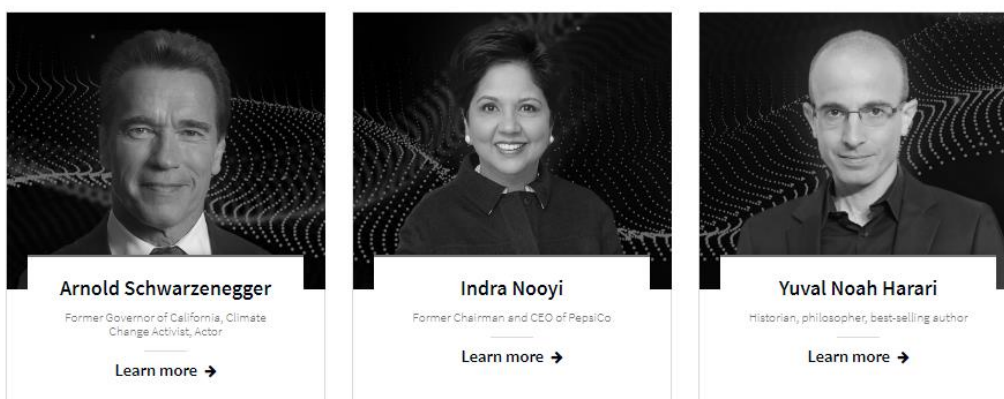 Arnold Schwarzenegger
Former Governor of California, Climate
Change Activist, Actor
Learn more →
Indra Nooyi
Former Chairman and CEO of PepsiCo
Learn more →
Yuval Noah Harari
Historian, philosopher, best-selling author
Learn more →